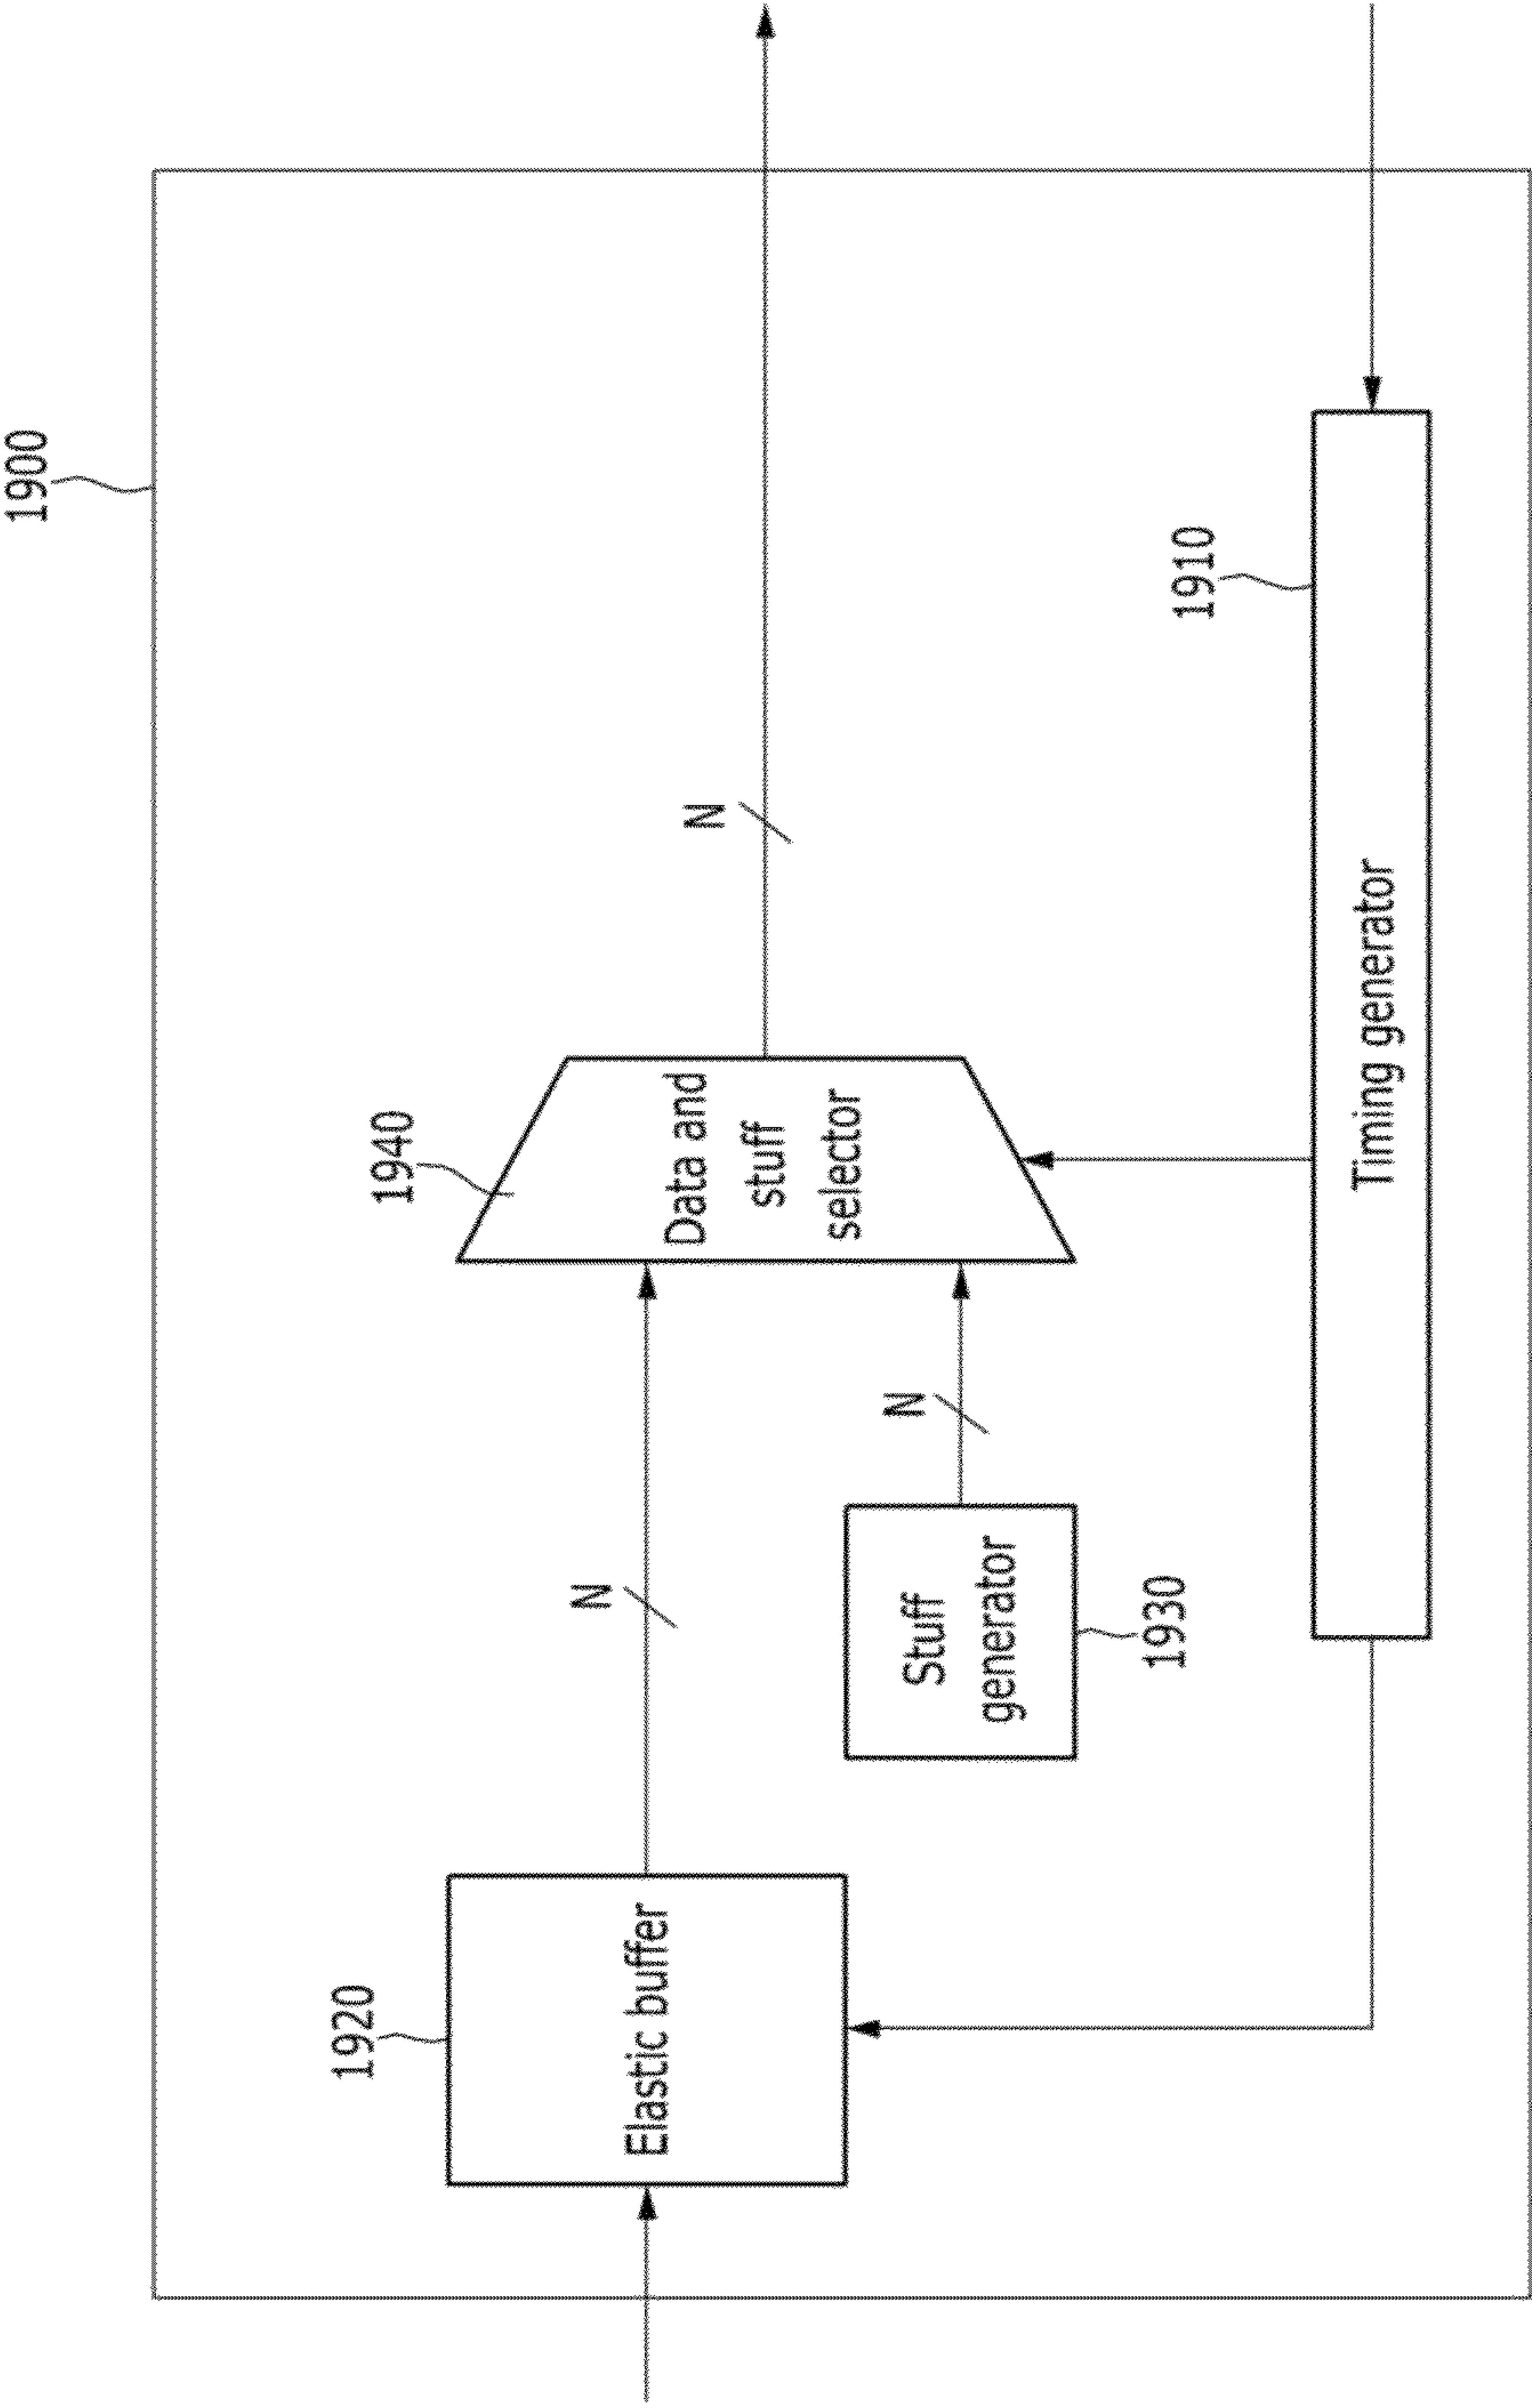 1900
1920
Elastic buffer
N
1940
Data and
stuff
selector
N
Stuff
generator
1930
N
1910
Timing generator